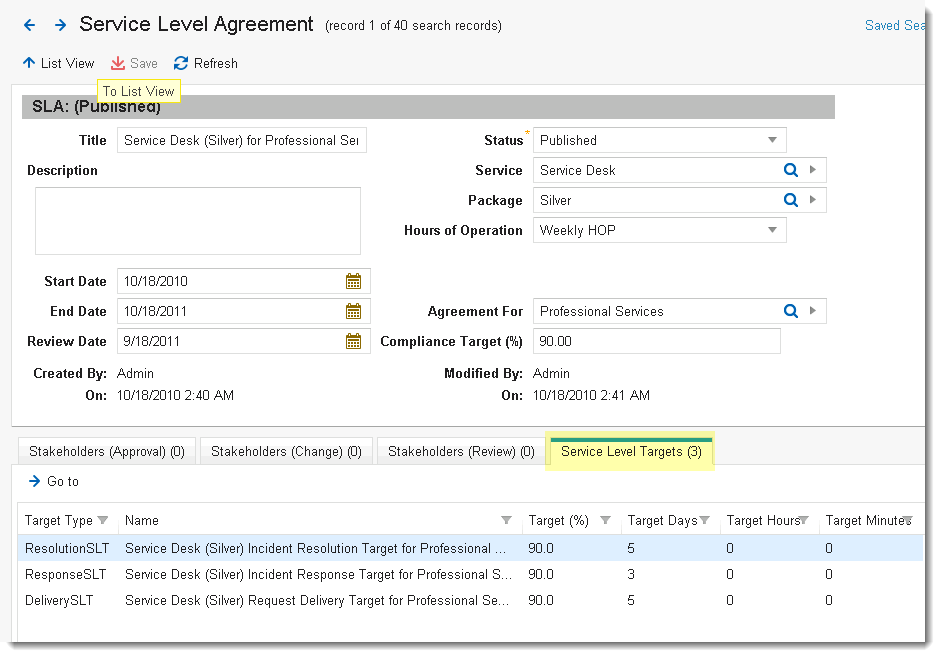 Service Level Agreement (record 1 of 40 search records) Saved Sea
List View Save Refresh
To List View
SLA: (Published)
Title Service Desk (Silver) for Professional Ser Status * Published
Description Service Service Desk
Package Silver
Hours of Operation Weekly HOP
Start Date 10/18/2010
End Date 10/18/2011 Agreement For Professional Services
Review Date 9/18/2011 Compliance Target (%) 90.00
Created By: Admin Modified By: Admin
On: 10/18/2010 2:40 AM On: 10/18/2010 2:41 AM
Stakeholders (Approval) (0) Stakeholders (Change) (0) Stakeholders (Review) (0) Service Level Targets (3)
Go to
Target Type Name Target (%) Target Days Target Hours Target Minutes
ResolutionSLT Service Desk (Silver) Incident Resolution Target for Professional ... 90.0 5 0 0
ResponseSLT Service Desk (Silver) Incident Response Target for Professional S... 90.0 3 0 0
DeliverySLT Service Desk (Silver) Request Delivery Target for Professional Se... 90.0 5 0 0